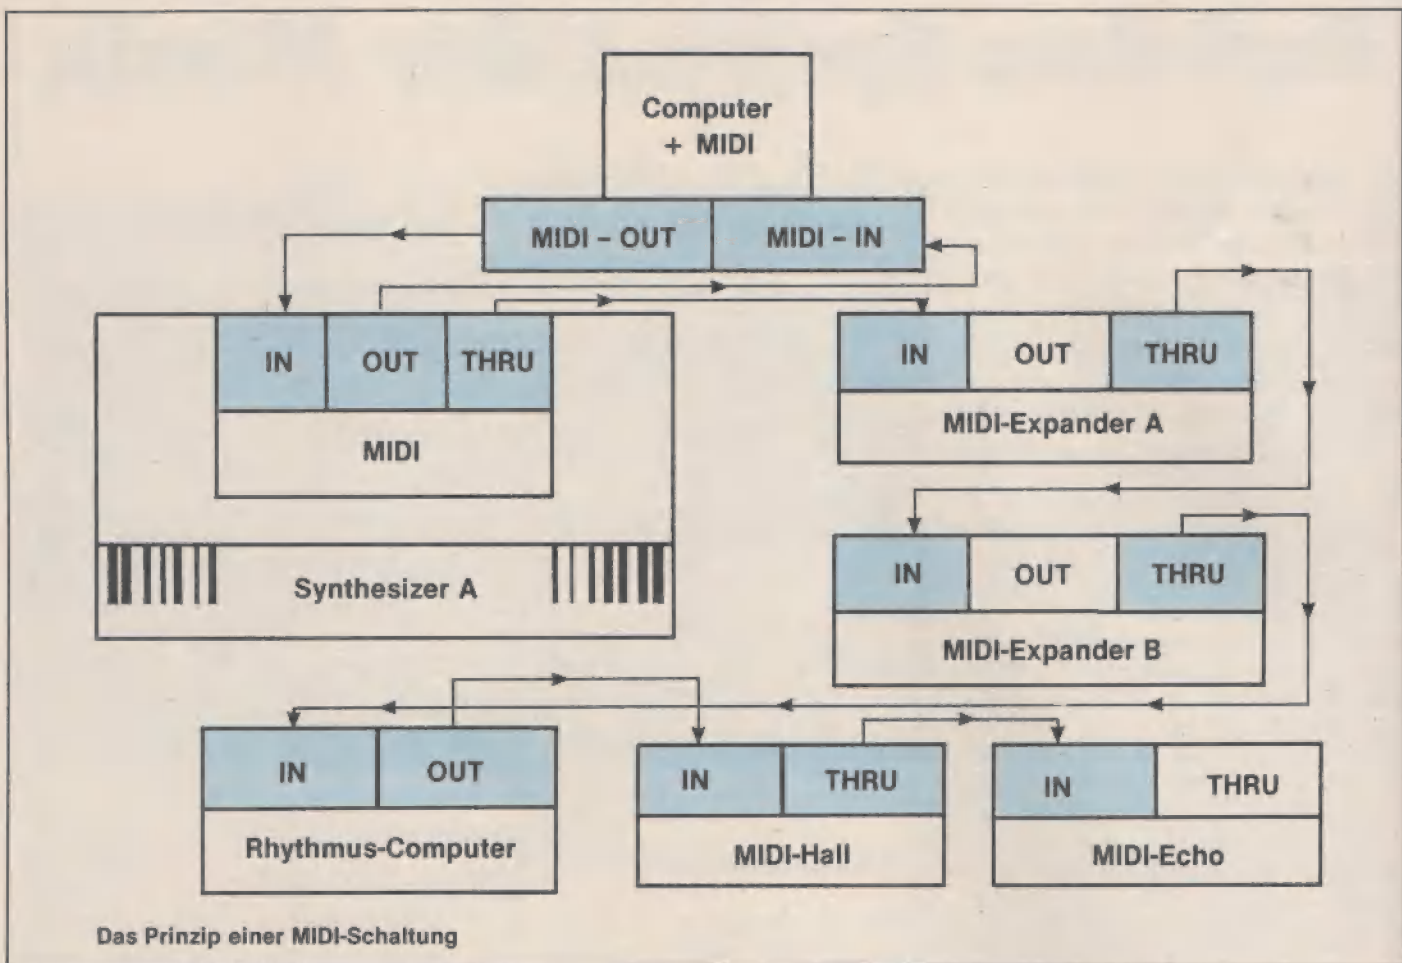 Computer
+ MIDI
MIDI – OUT
MIDI – IN
IN
OUT
THRU
MIDI
Synthesizer A
IN
OUT
THRU
MIDI-Expander A
IN
OUT
THRU
MIDI-Expander B
IN
OUT
Rhythmus-Computer
IN
THRU
MIDI-Hall
IN
THRU
MIDI-Echo
Das Prinzip einer MIDI-Schaltung